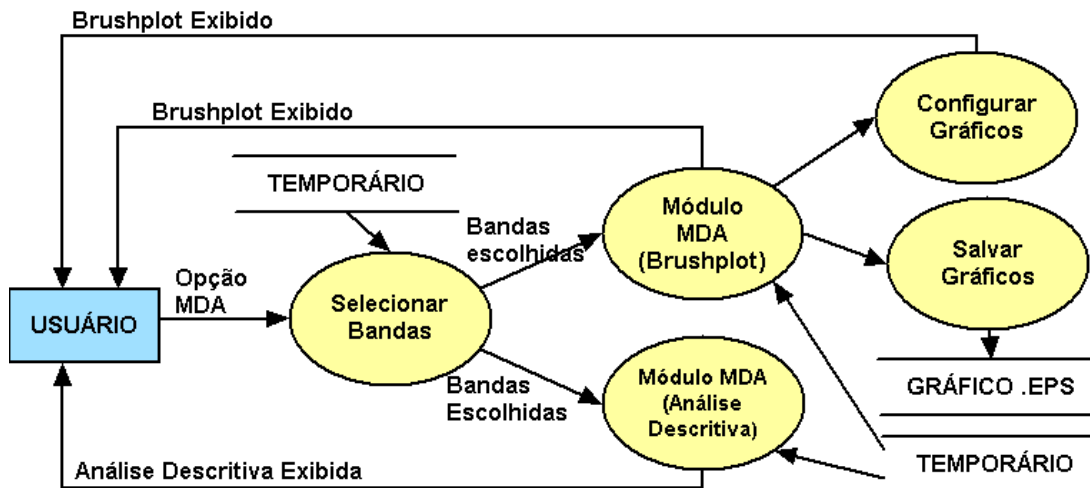 Brushplot Exibido
Configurar
Gráficos
Brushplot Exibido
TEMPORÁRIO
Bandas
escolhidas
Módulo
MDA
(Brushplot)
Salvar
Gráficos
Opção
MDA
USUÁRIO
Selecionar
Bandas
Bandas
Escolhidas
Módulo MDA
(Análise
Descritiva)
GRÁFICO .EPS
TEMPORÁRIO
Análise Descritiva Exibida